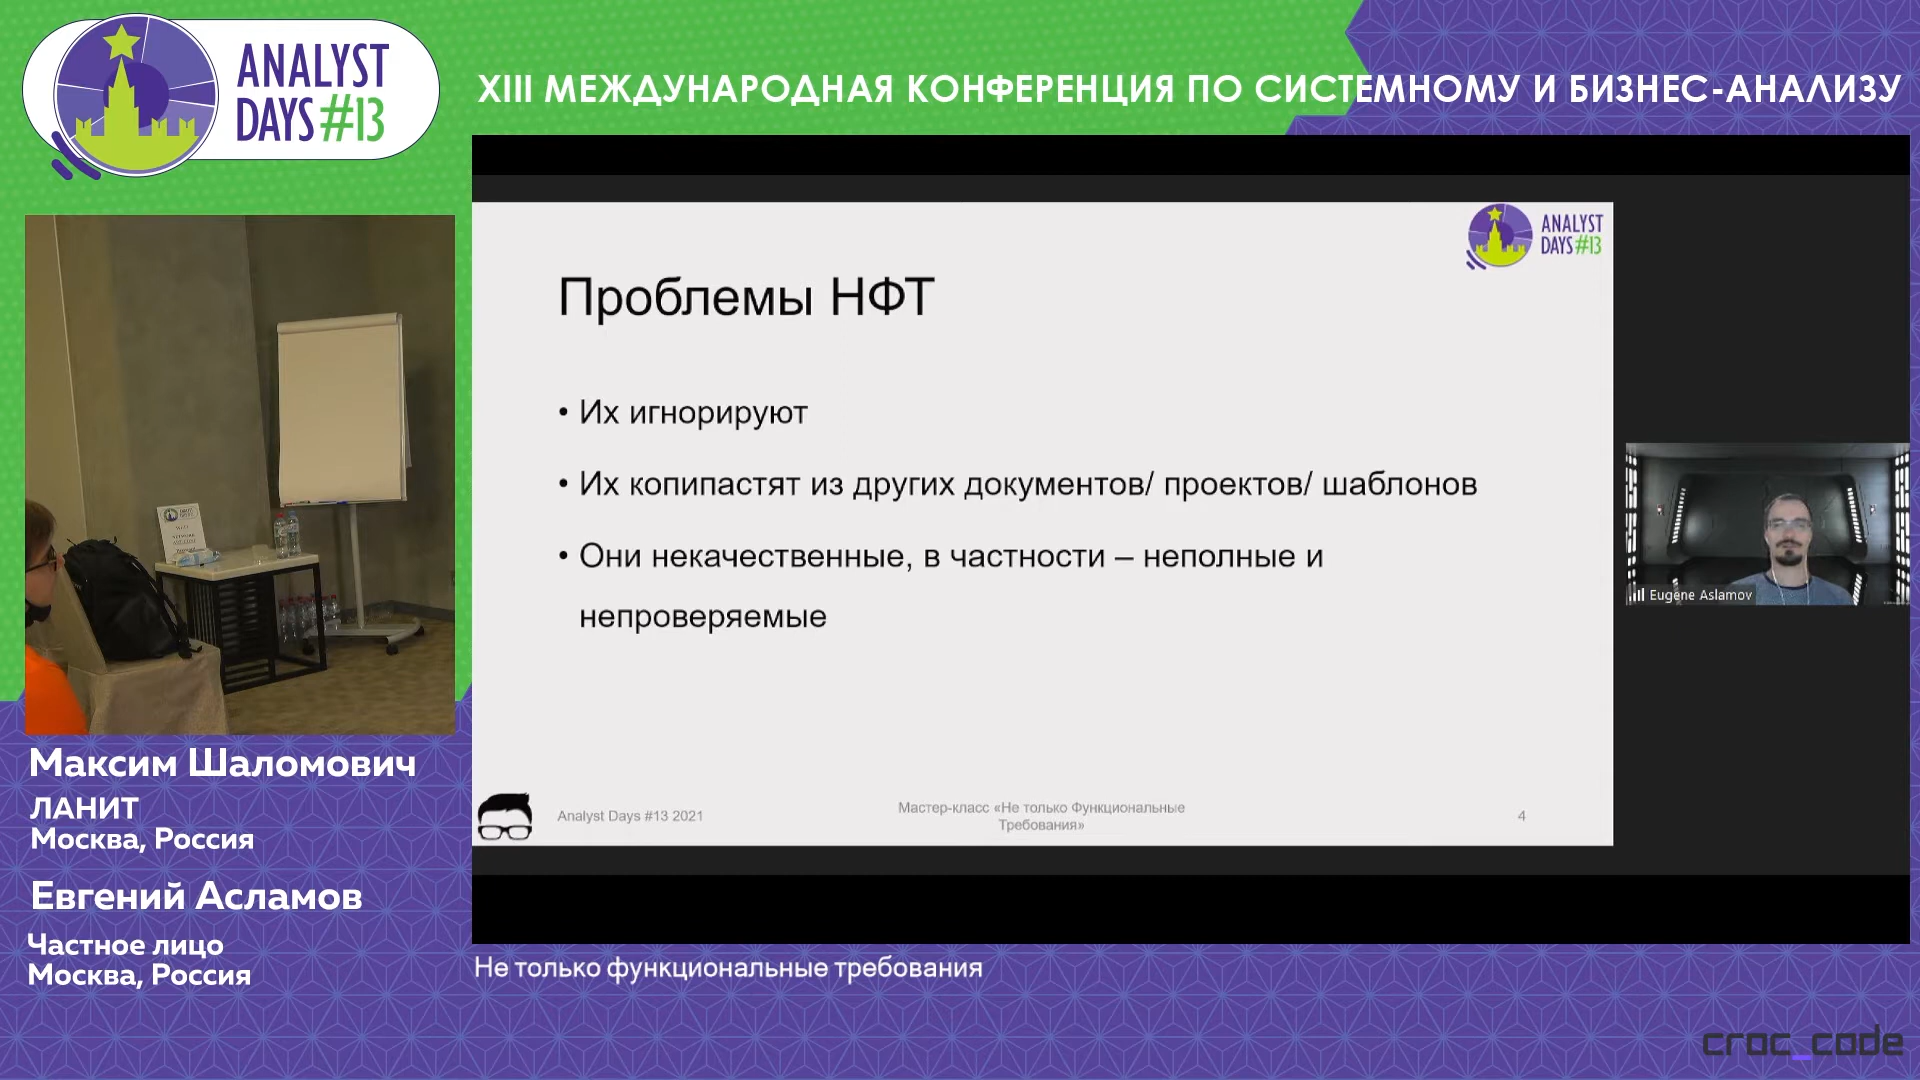 ANALYST
DAYS #13
XIII МЕЖДУНАРОДНАЯ КОНФЕРЕНЦИЯ ПО СИСТЕМНОМУ И БИЗНЕС-АНАЛИЗУ
ANALYST
DAYS #13
Проблемы НФТ
• Их игнорируют
• Их копипастят из других документов/ проектов/ шаблонов
• Они некачественные, в частности – неполные и
непроверяемые
Analyst Days #13 2021
Мастер-класс «Не только Функциональные
Требования»
4
Eugene Aslamov
Максим Шаломович
ЛАНИТ
Москва, Россия
Евгений Асламов
Частное лицо
Москва, Россия
Не только функциональные требования
croc_code